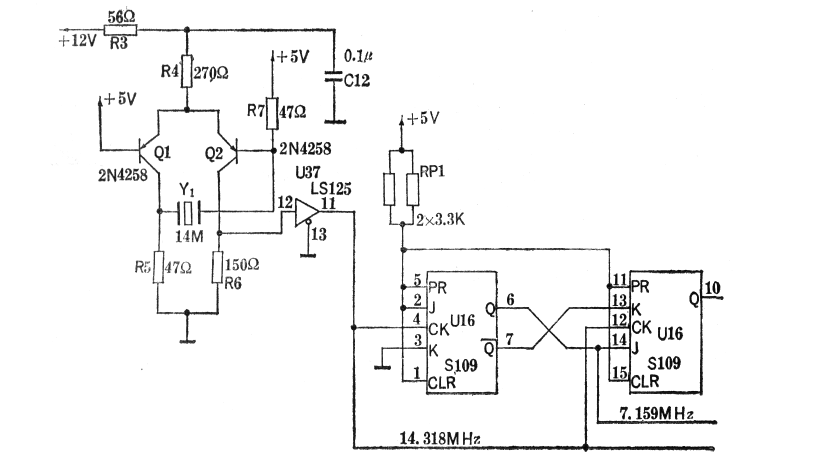 56Ω
+12V
R3
R4
270Ω
+5V
0.1μ
C12
+5V
R7
47Ω
+5V
Q1
Q2
2N4258
2N4258
U37
LS125
Y1
12
11
13
14M
RP1
2×3.3K
R5
47Ω
150Ω
R6
5
PR
2
J
4
CK
U16
3
K
S109
1
CLR
Q
6
Q̅
7
11
PR
13
K
12
CK
U16
14
J
S109
15
CLR
Q
10
7.159MHz
14.318MHz